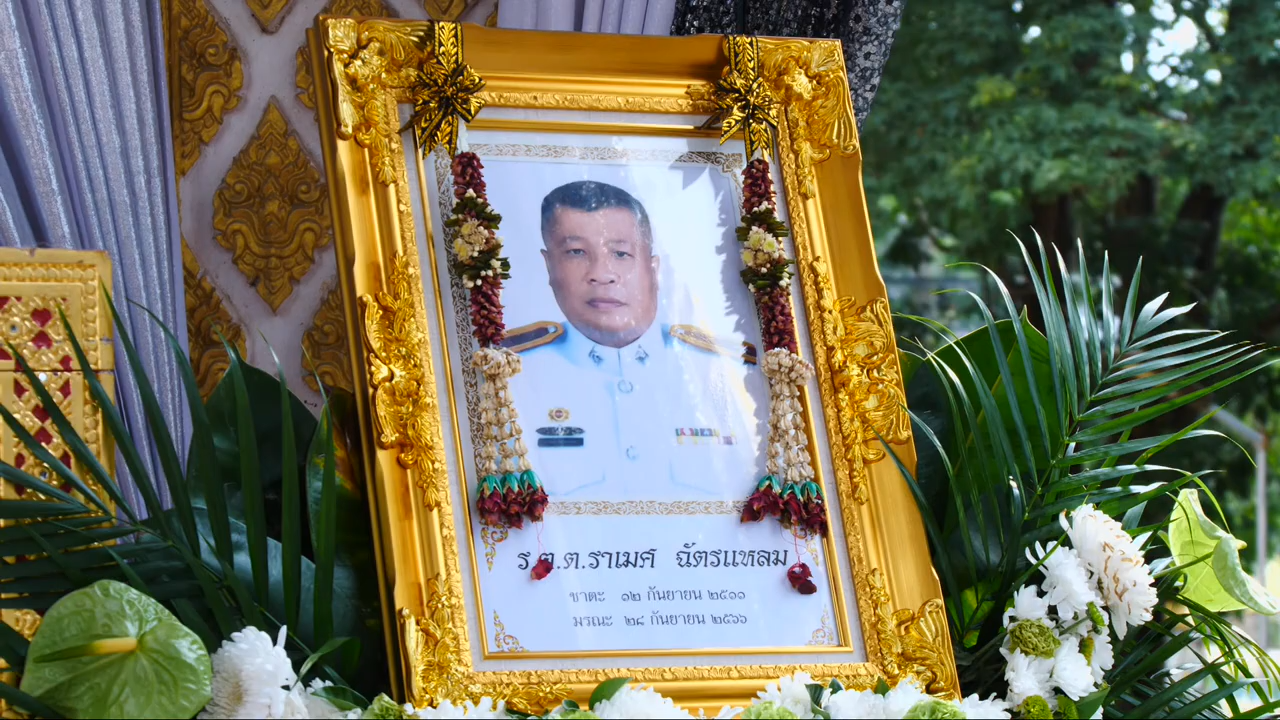 ร.ต.ต.ราเมศ ฉัตรแหลม
ชาตะ ๑๒ กันยายน ๒๕๑๑
มรณะ ๒๘ กันยายน ๒๕๖๖